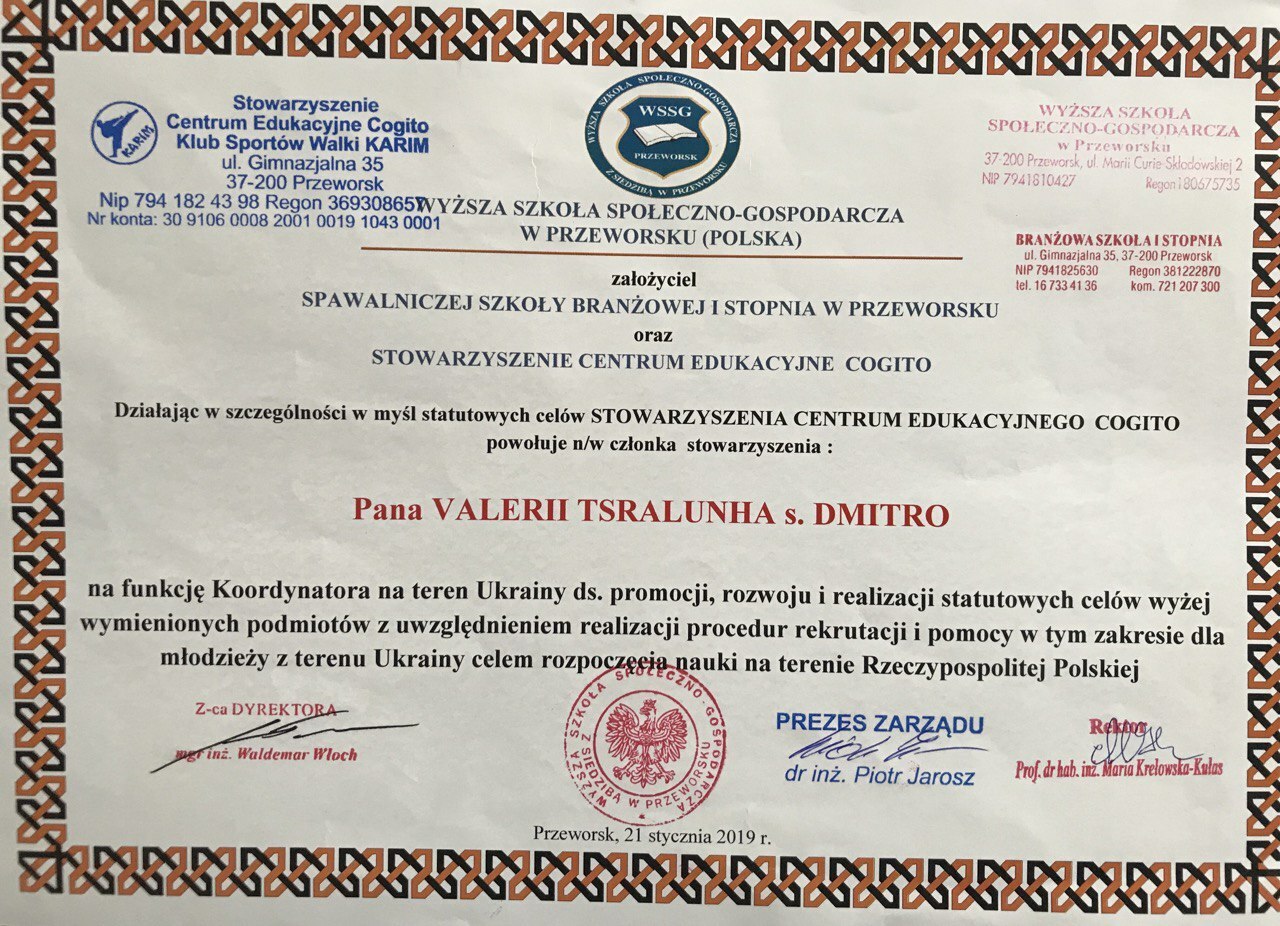 Stowarzyszenie
Centrum Edukacyjne Cogito
Klub Sportów Walki KARIM
ul. Gimnazjalna 35
37-200 Przeworsk
Nip 794 182 43 98 Regon 369308657
Nr konta: 30 9106 0008 2001 0019 1043 0001
KARIM
WYŻSZA SZKOŁA SPOŁECZNO-GOSPODARCZA
Z SIEDZIBĄ W PRZEWORSKU
WSSG
PRZEWORSK
WYŻSZA SZKOŁA
SPOŁECZNO-GOSPODARCZA
w Przeworsku
37-200 Przeworsk, ul. Marii Curie Skłodowskiej 2
NIP 7941810427 Regon 180675735
BRANŻOWA SZKOŁA I STOPNIA
ul. Gimnazjalna 35, 37-200 Przeworsk
NIP 7941825630 Regon 381222870
tel. 16 733 41 36 kom. 721 207 300
WYŻSZA SZKOŁA SPOŁECZNO-GOSPODARCZA
W PRZEWORSKU (POLSKA)
założyciel
SPAWALNICZEJ SZKOŁY BRANŻOWEJ I STOPNIA W PRZEWORSKU
oraz
STOWARZYSZENIE CENTRUM EDUKACYJNE COGITO
Działając w szczególności w myśl statutowych celów STOWARZYSZENIA CENTRUM EDUKACYJNEGO COGITO
powołuje n/w członka stowarzyszenia :
Pana VALERII TSRALUNHA s. DMITRO
na funkcję Koordynatora na teren Ukrainy ds. promocji, rozwoju i realizacji statutowych celów wyżej
wymienionych podmiotów z uwzględnieniem realizacji procedur rekrutacji i pomocy w tym zakresie dla
młodzieży z terenu Ukrainy celem rozpoczęcia nauki na terenie Rzeczypospolitej Polskiej
Z-ca DYREKTORA
mgr inż. Waldemar Włoch
WYŻSZA SZKOŁA SPOŁECZNO-GOSPODARCZA
Z SIEDZIBĄ W PRZEWORSKU
PREZES ZARZĄDU
dr inż. Piotr Jarosz
Rektor
Prof. dr hab. inż. Maria Krełowska-Kułas
Przeworsk, 21 stycznia 2019 r.